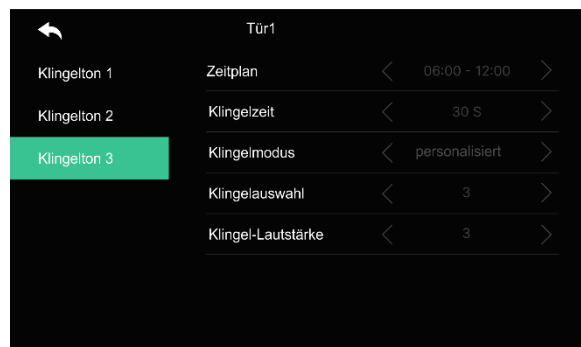 Tür1
Klingelton 1
Klingelton 2
Klingelton 3
Zeitplan 06:00 - 12:00
Klingelzeit 30 S
Klingelmodus personalisiert
Klingelauswahl 3
Klingel-Lautstärke 3